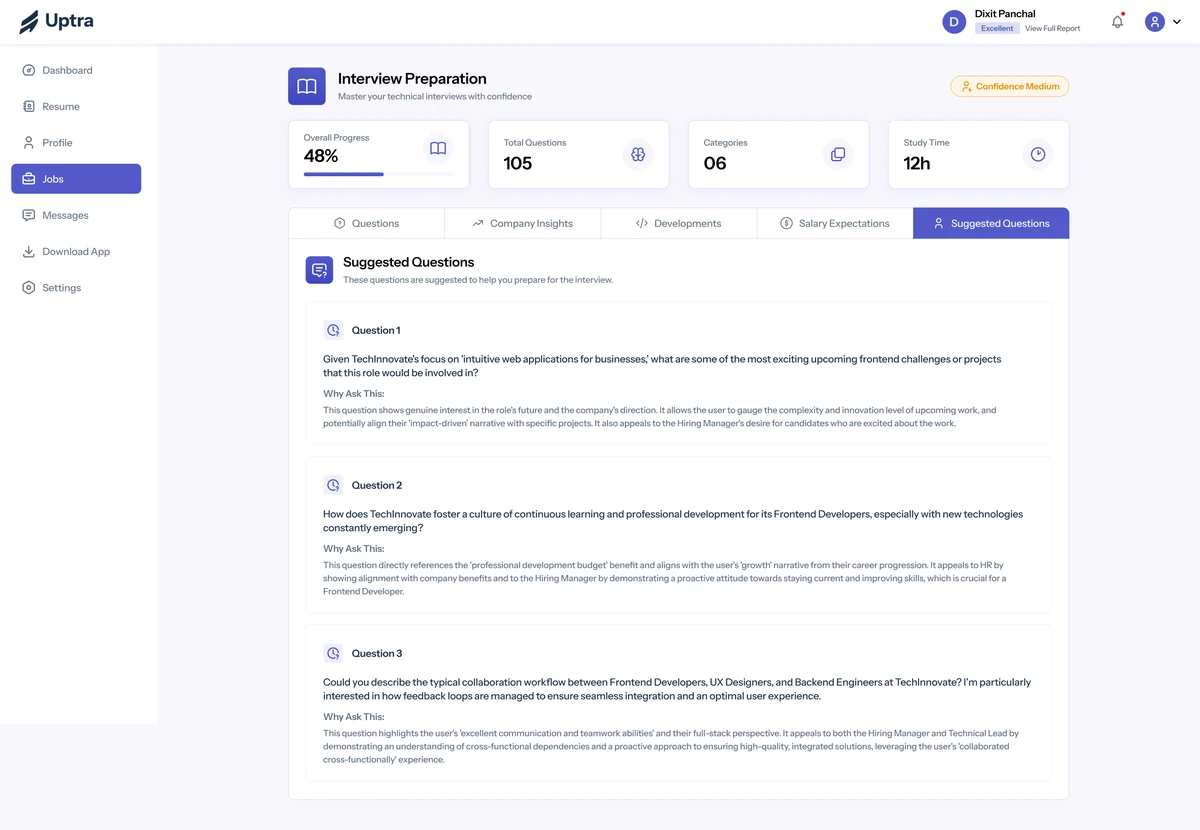 Uptra
D
Dixit Panchal
Excellent
View Full Report
Dashboard
Resume
Profile
Jobs
Messages
Download App
Settings
Interview Preparation
Master your technical interviews with confidence
Confidence Medium
Overall Progress
48%
Total Questions
105
Categories
06
Study Time
12h
Questions
Company Insights
Developments
Salary Expectations
Suggested Questions
Suggested Questions
These questions are suggested to help you prepare for the interview.
Question 1
Given TechInnovate's focus on 'intuitive web applications for businesses,' what are some of the most exciting upcoming frontend challenges or projects
that this role would be involved in?
Why Ask This:
This question shows genuine interest in the role's future and the company's direction. It allows the user to gauge the complexity and innovation level of upcoming work, and
potentially align their 'impact-driven' narrative with specific projects. It also appeals to the Hiring Manager's desire for candidates who are excited about the work.
Question 2
How does TechInnovate foster a culture of continuous learning and professional development for its Frontend Developers, especially with new technologies
constantly emerging?
Why Ask This:
This question directly references the 'professional development budget' benefit and aligns with the user's 'growth' narrative from their career progression. It appeals to HR by
showing alignment with company benefits and to the Hiring Manager by demonstrating a proactive attitude towards staying current and improving skills, which is crucial for a
Frontend Developer.
Question 3
Could you describe the typical collaboration workflow between Frontend Developers, UX Designers, and Backend Engineers at TechInnovate? I'm particularly
interested in how feedback loops are managed to ensure seamless integration and an optimal user experience.
Why Ask This:
This question highlights the user's 'excellent communication and teamwork abilities' and their full-stack perspective. It appeals to both the Hiring Manager and Technical Lead by
demonstrating an understanding of cross-functional dependencies and a proactive approach to ensuring high-quality, integrated solutions, leveraging the user's 'collaborated
cross-functionally' experience.